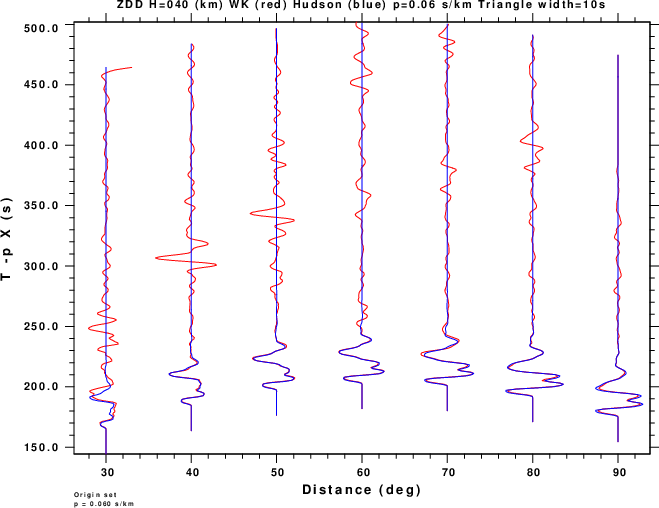 ZDD H=040 (km) WK (red) Hudson (blue) p=0.06 s/km Triangle width=10s
500.0
450.0
400.0
350.0
300.0
250.0
200.0
150.0
T -p X (s)
30 40 50 60 70 80 90
Distance (deg)
Origin set
p = 0.060 s/km